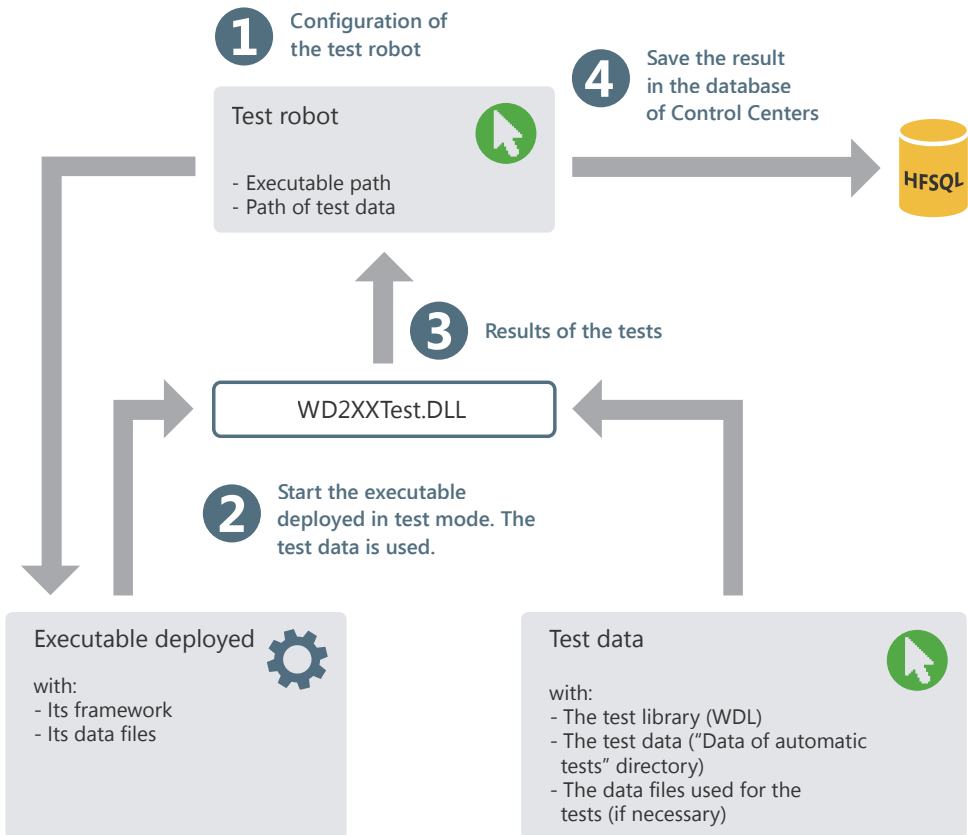 1
Configuration of
the test robot
4
Save the result
in the database
of Control Centers
Test robot
- Executable path
- Path of test data
HFSQL
3
Results of the tests
WD2XXTest.DLL
2
Start the executable
deployed in test mode. The
test data is used.
Executable deployed
with:
- Its framework
- Its data files
Test data
with:
- The test library (WDL)
- The test data ("Data of automatic
tests" directory)
- The data files used for the
tests (if necessary)